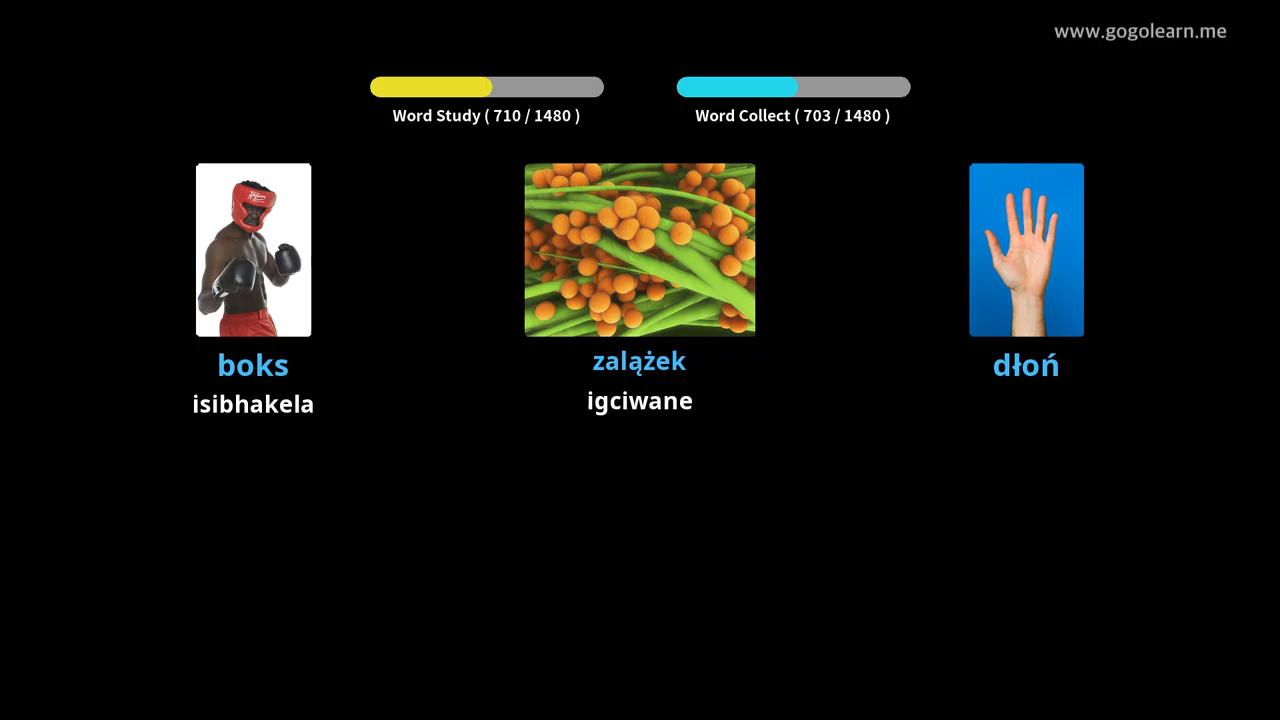 www.gogolearn.me
Word Study ( 710 / 1480 )
Word Collect ( 703 / 1480 )
boks
isibhakela
zalążek
igciwane
dłoń